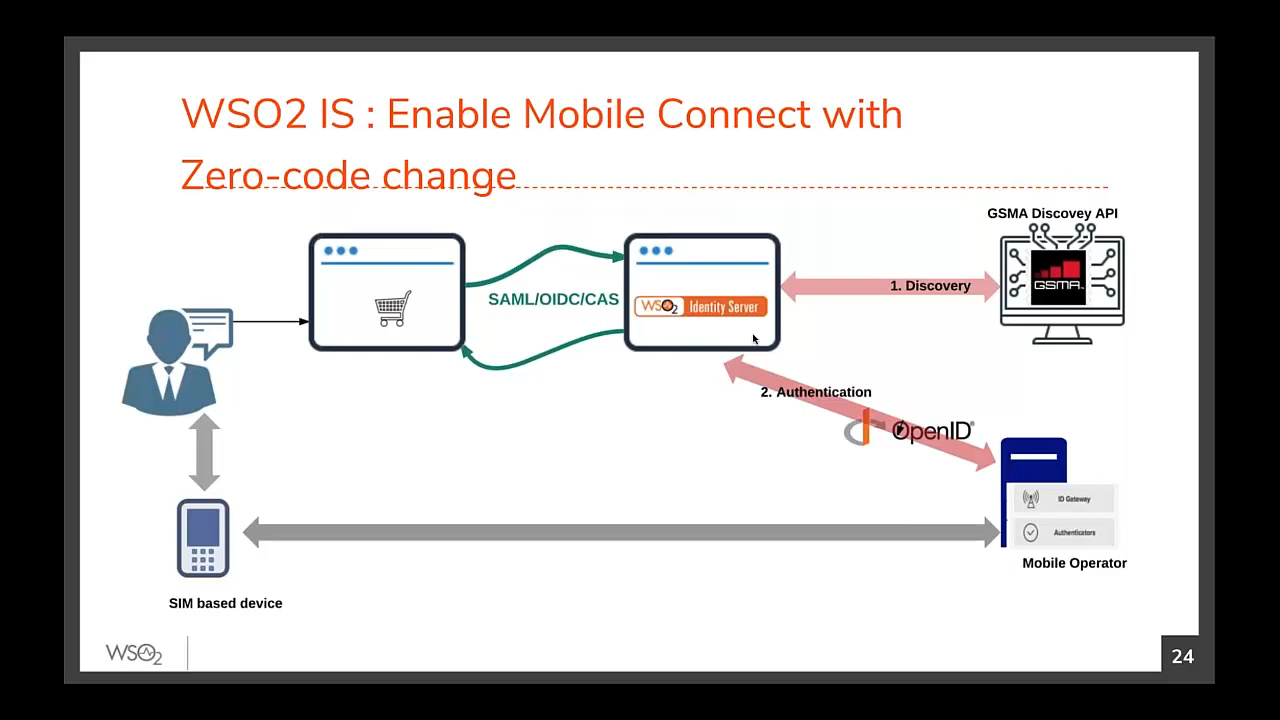 WSO2 IS : Enable Mobile Connect with
Zero-code change
GSMA Discovey API
GSMA
SAML/OIDC/CAS
WSO2 Identity Server
1. Discovery
2. Authentication
OpenID
ID Gateway
Authenticators
Mobile Operator
SIM based device
WSO2
24